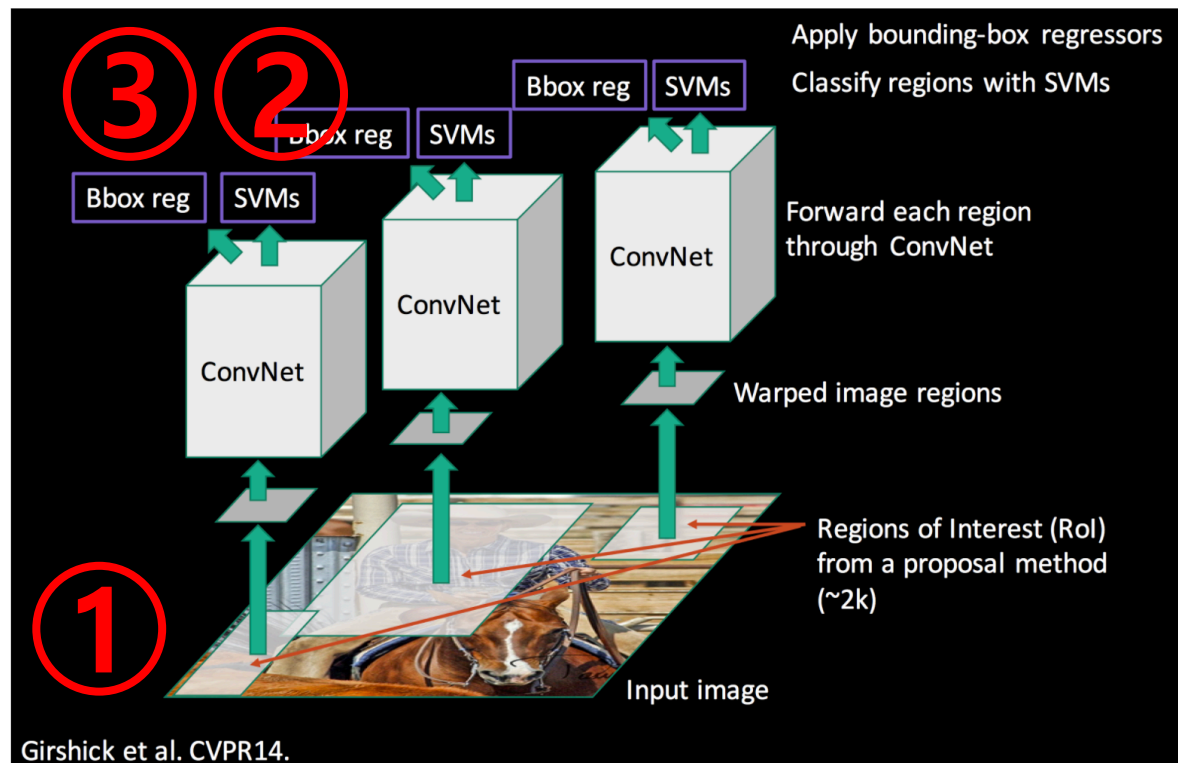 Apply bounding-box regressors
Classify regions with SVMs
③ ②
Bbox reg SVMs
Bbox reg SVMs
Bbox reg SVMs
Forward each region
through ConvNet
ConvNet
ConvNet
ConvNet
Warped image regions
Regions of Interest (RoI)
from a proposal method
(~2k)
①
Input image
Girshick et al. CVPR14.